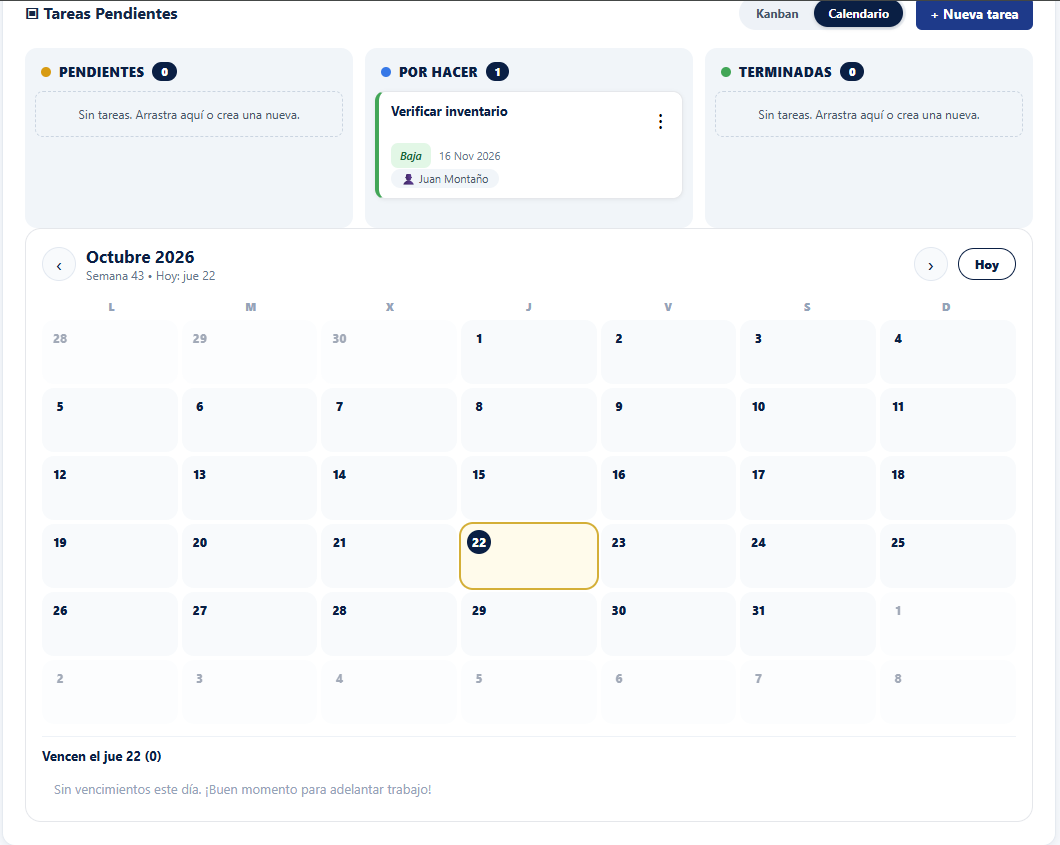 Tareas Pendientes
Kanban
Calendario
+ Nueva tarea
PENDIENTES 0
Sin tareas. Arrastra aquí o crea una nueva.
POR HACER 1
Verificar inventario
Baja 16 Nov 2026
Juan Montaño
TERMINADAS 0
Sin tareas. Arrastra aquí o crea una nueva.
‹
Octubre 2026
Semana 43 • Hoy: jue 22
›
Hoy
L M X J V S D
28 29 30 1 2 3 4
5 6 7 8 9 10 11
12 13 14 15 16 17 18
19 20 21 22 23 24 25
26 27 28 29 30 31 1
2 3 4 5 6 7 8
Vencen el jue 22 (0)
Sin vencimientos este día. ¡Buen momento para adelantar trabajo!